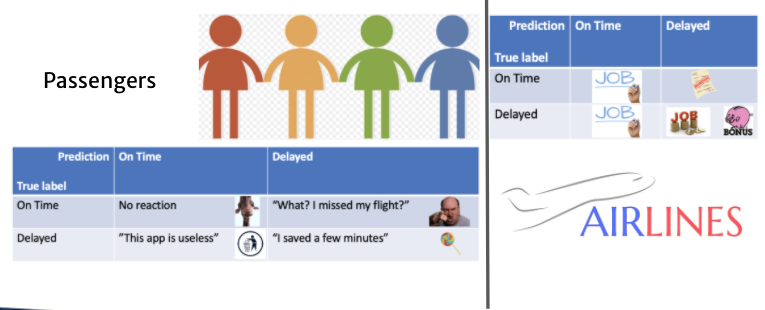 Passengers
Prediction On Time Delayed
True label
On Time No reaction "What? I missed my flight?"
Delayed "This app is useless" "I saved a few minutes"
Prediction On Time Delayed
True label
On Time JOB
Delayed JOB JOB BONUS
AIRLINES